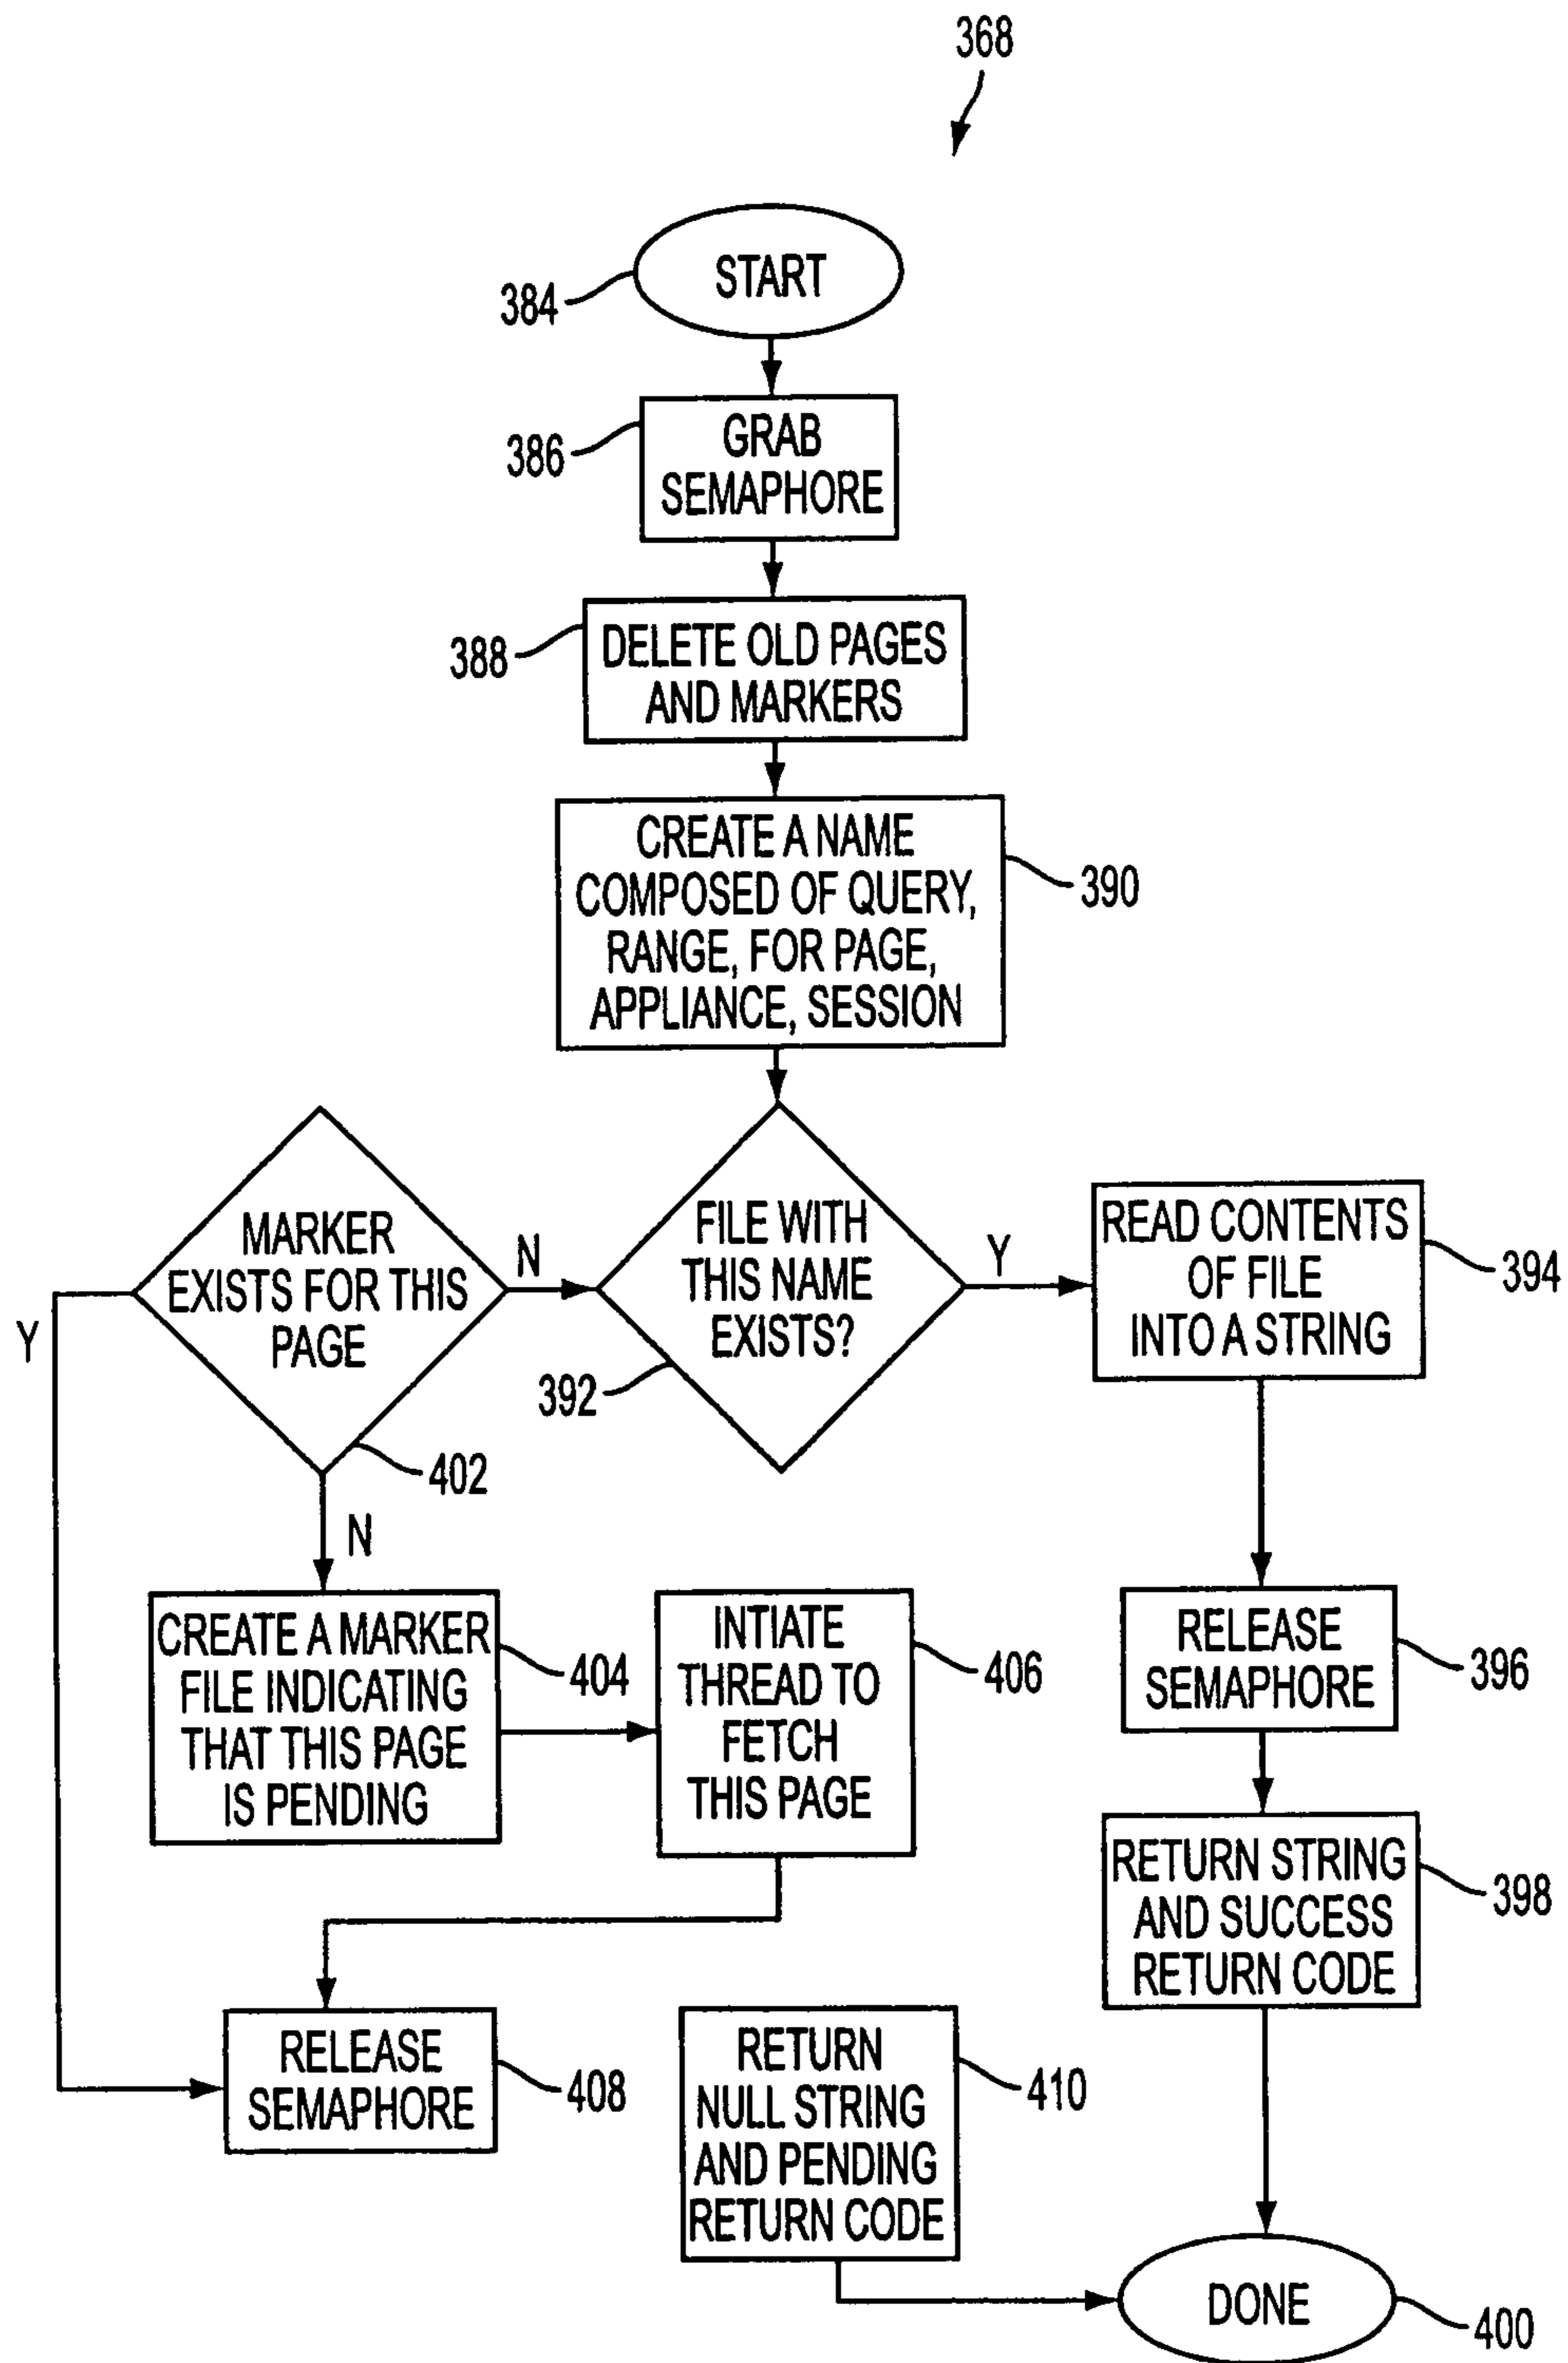 368
START
384
GRAB
SEMAPHORE
386
DELETE OLD PAGES
AND MARKERS
388
CREATE A NAME
COMPOSED OF QUERY,
RANGE, FOR PAGE,
APPLIANCE, SESSION
390
MARKER
EXISTS FOR THIS
PAGE
402
N
Y
N
FILE WITH
THIS NAME
EXISTS?
392
Y
READ CONTENTS
OF FILE
INTO A STRING
394
CREATE A MARKER
FILE INDICATING
THAT THIS PAGE
IS PENDING
404
INTIATE
THREAD TO
FETCH
THIS PAGE
406
RELEASE
SEMAPHORE
396
RETURN STRING
AND SUCCESS
RETURN CODE
398
RELEASE
SEMAPHORE
408
RETURN
NULL STRING
AND PENDING
RETURN CODE
410
DONE
400